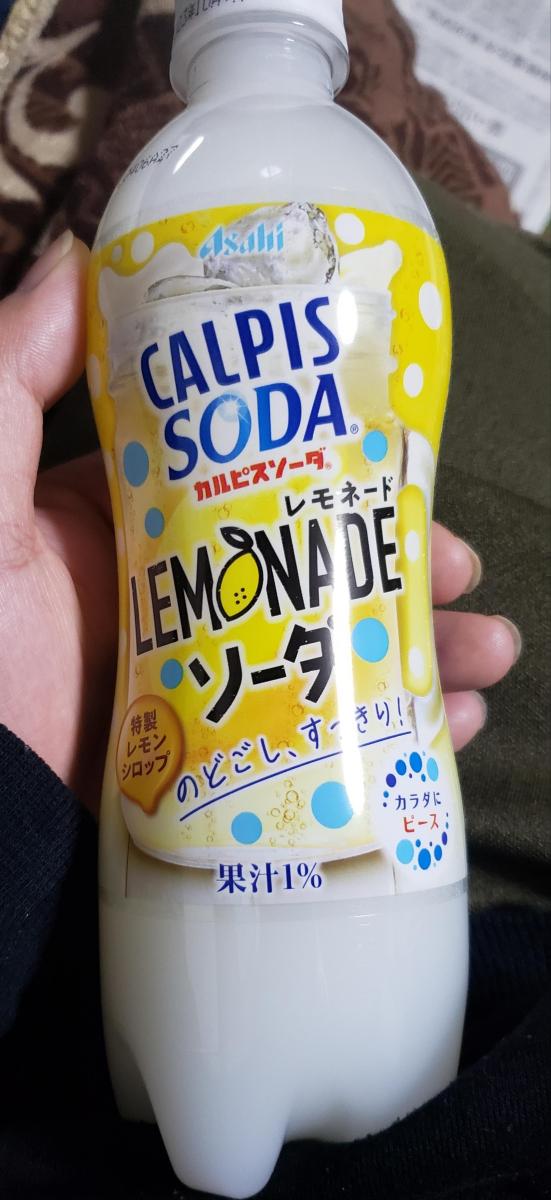 Asahi
CALPIS
SODA®
カルピスソーダ®
レモネード
LEMONADE
ソーダ
特製
レモン
シロップ
のどごし、すっきり!
カラダに
ピース
果汁1%